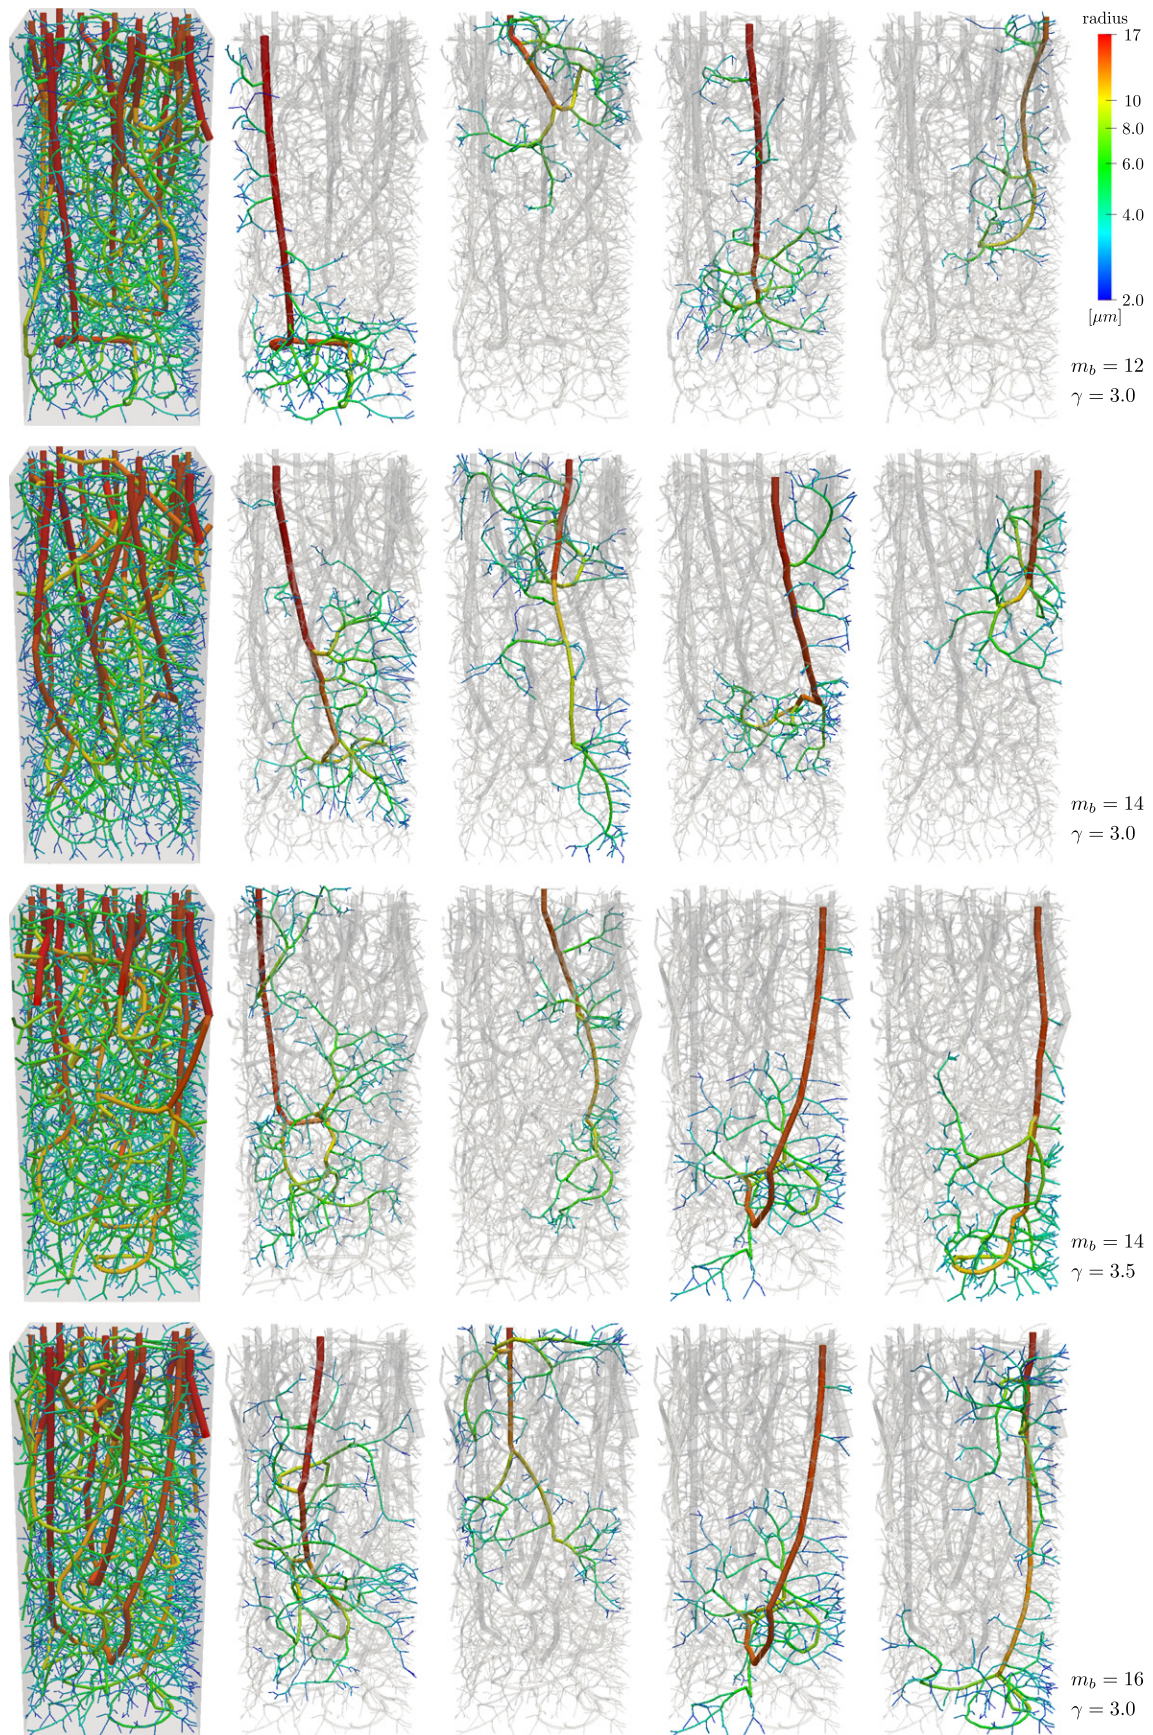 radius
17
10
8.0
6.0
4.0
2.0
[μm]
m_b = 12
γ = 3.0
m_b = 14
γ = 3.0
m_b = 14
γ = 3.5
m_b = 16
γ = 3.0